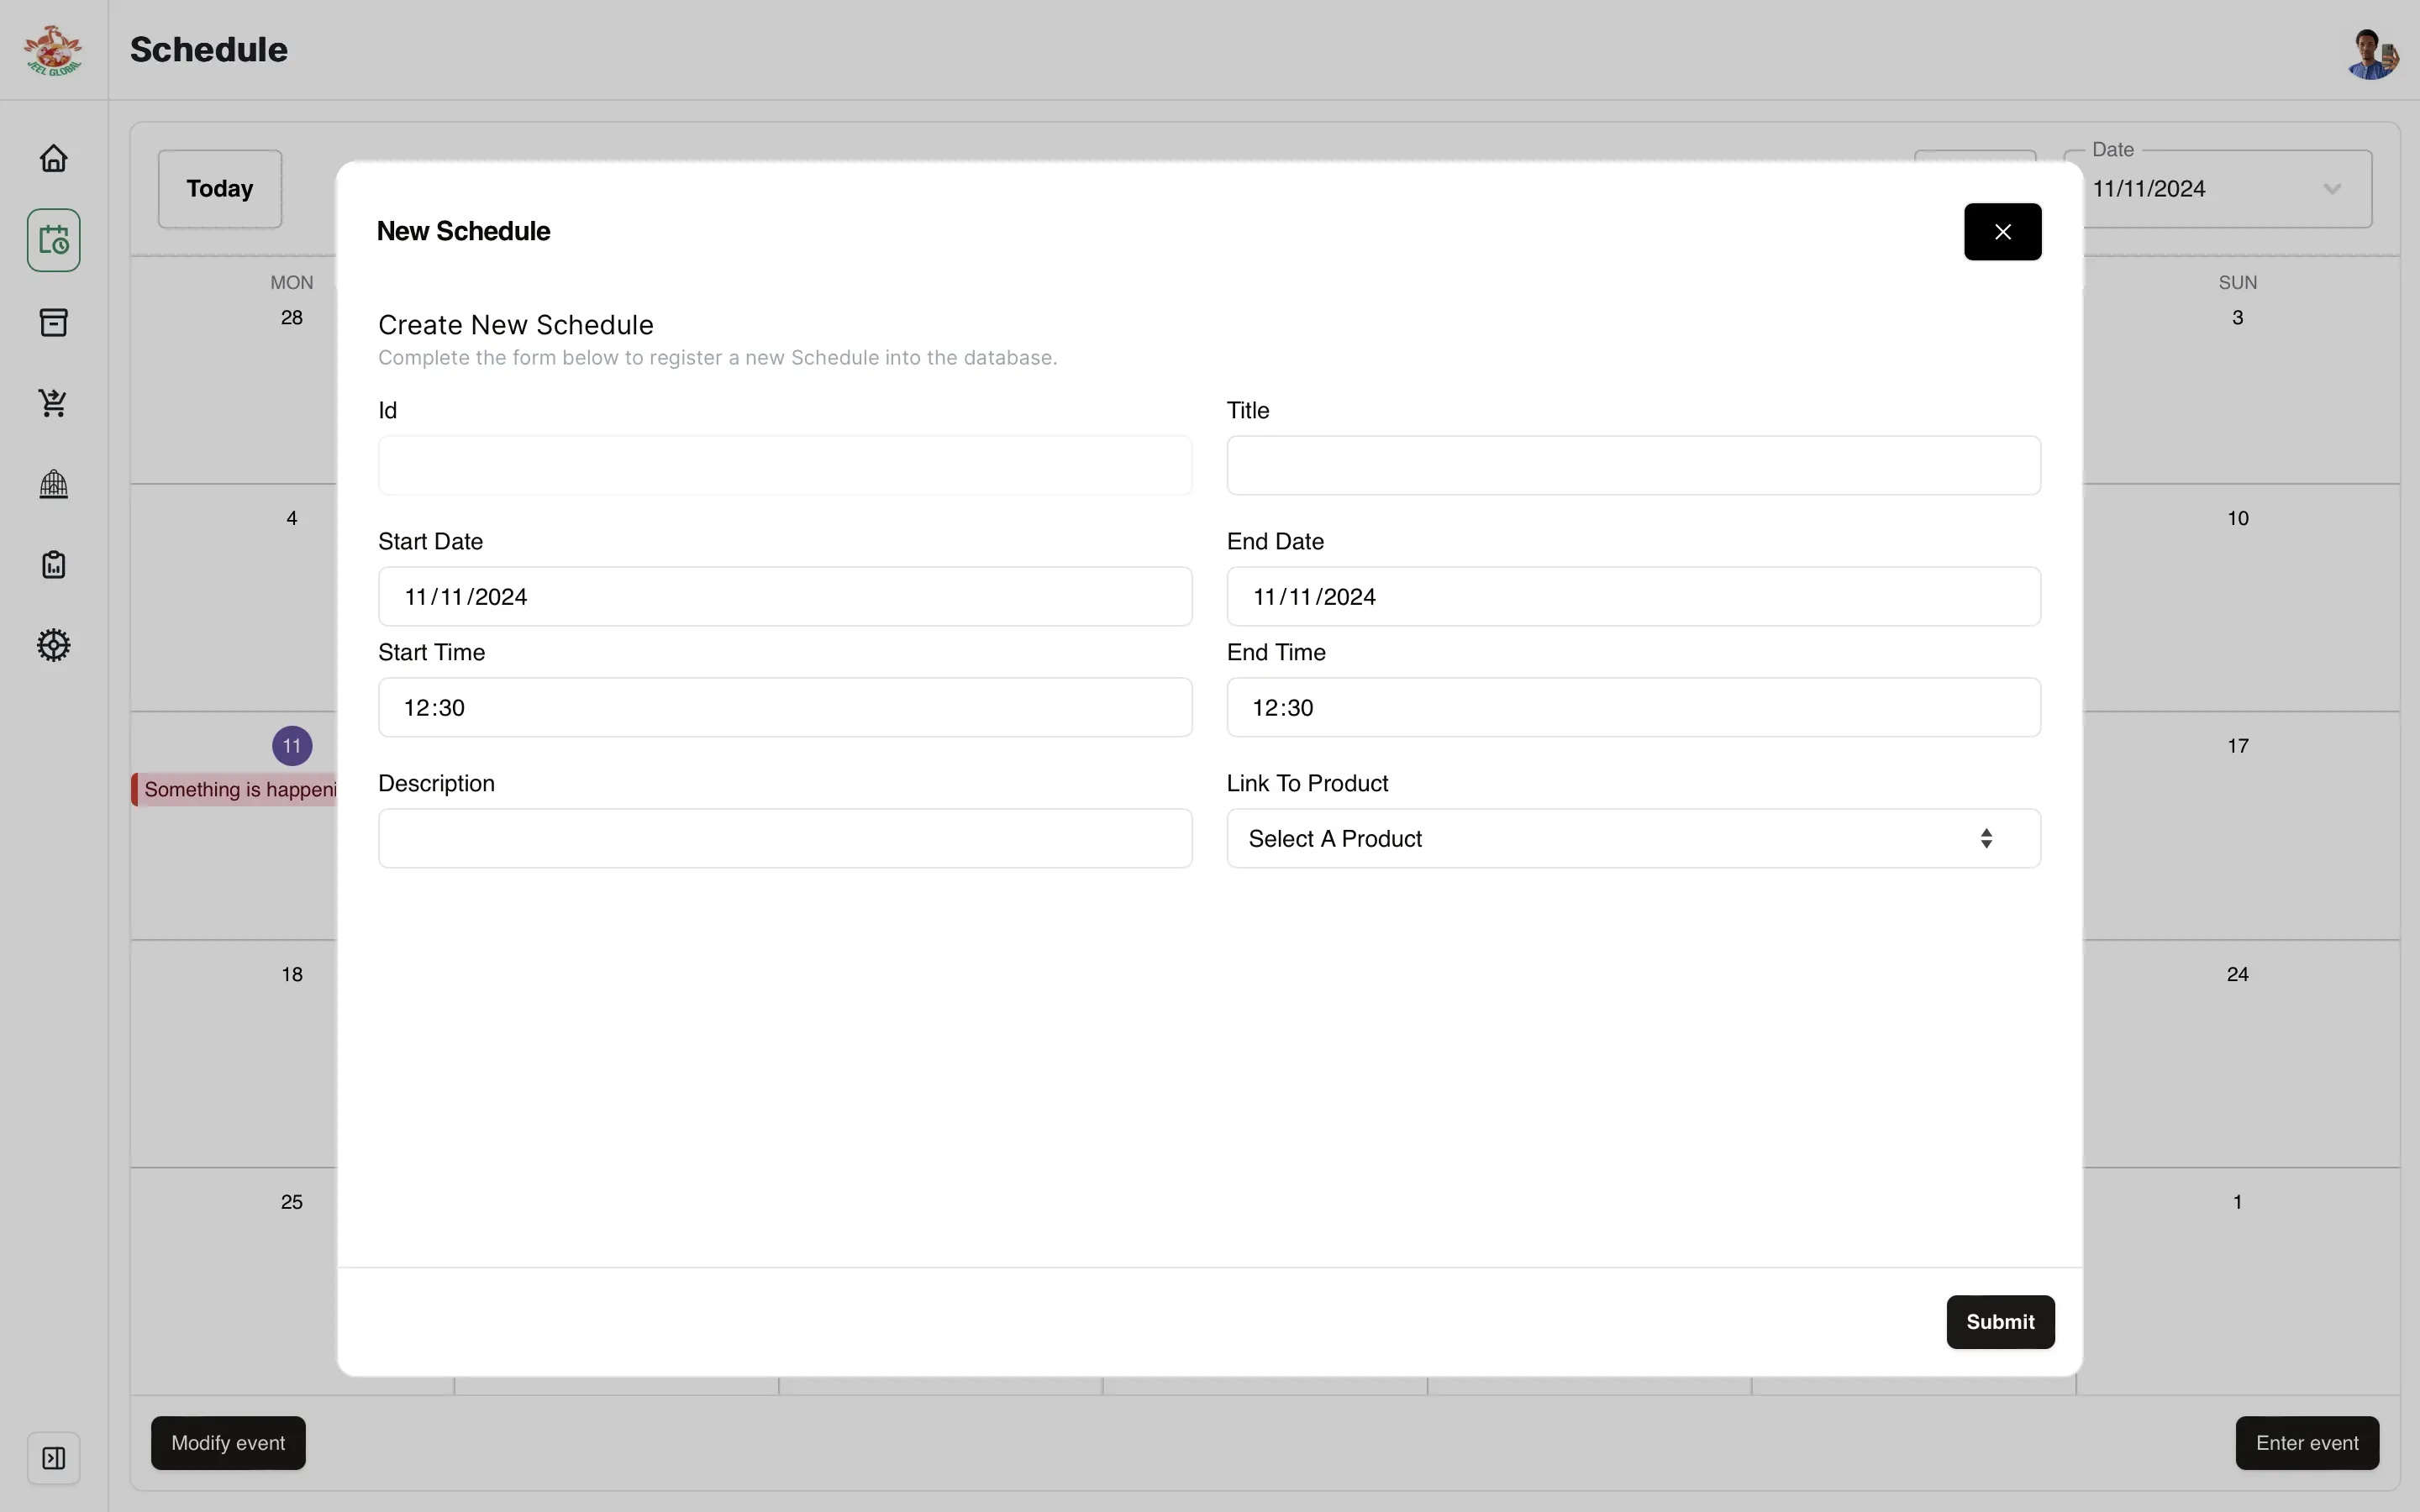 JEEL GLOBAL
Schedule
Today
Date
11/11/2024
MON
SUN
28
3
4
10
11
17
Something is happeni
18
24
25
1
New Schedule
Create New Schedule
Complete the form below to register a new Schedule into the database.
Id
Title
Start Date
End Date
11/11/2024
11/11/2024
Start Time
End Time
12:30
12:30
Description
Link To Product
Select A Product
Submit
Modify event
Enter event